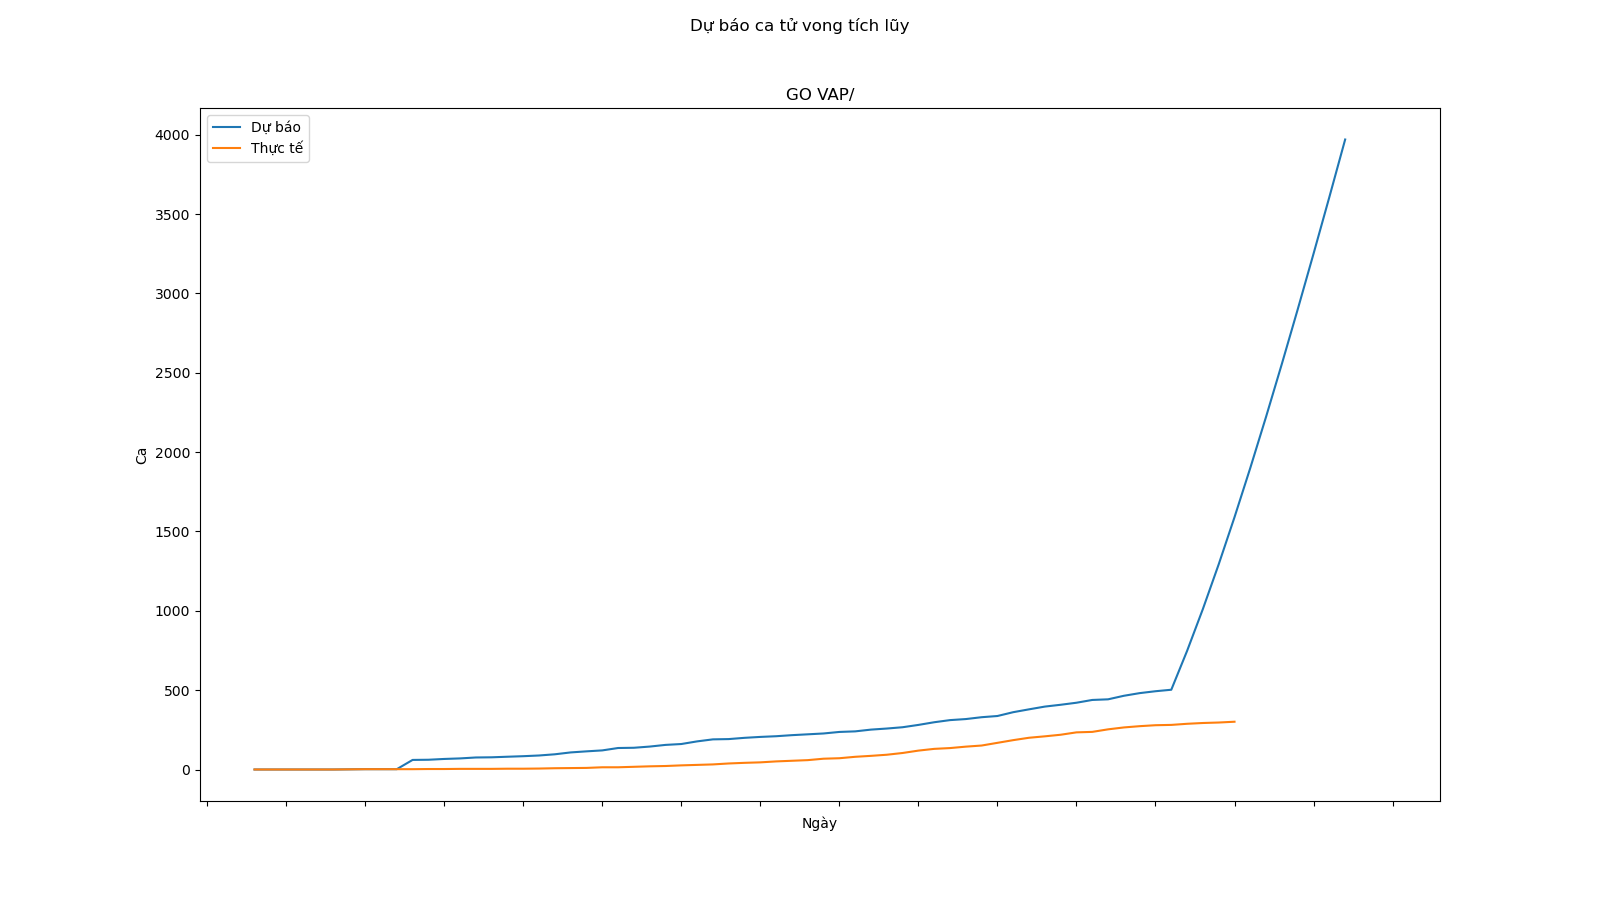 Dự báo ca tử vong tích lũy
GO VAP/
Dự báo
Thực tế
4000
3500
3000
2500
2000
1500
1000
500
0
Ca
Ngày